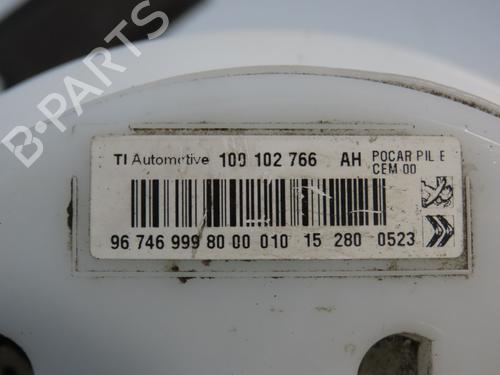 B-PARTS
TI Automotive 100 102 766 AH POCAR PIL E
CEM 00
96 746 999 80 00 010 15 280 0523